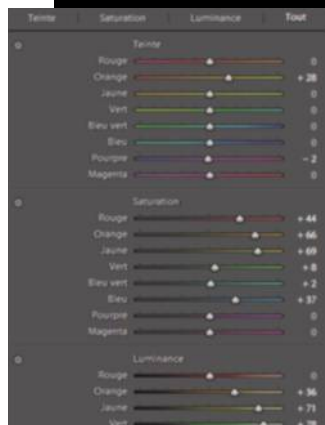 Teinte Saturation Luminance Tout
Teinte
Rouge 0
Orange + 28
Jaune 0
Vert 0
Bleu vert 0
Bleu 0
Pourpre - 2
Magenta 0
Saturation
Rouge + 44
Orange + 66
Jaune + 69
Vert + 8
Bleu vert + 2
Bleu + 37
Pourpre 0
Magenta 0
Luminance
Rouge 0
Orange + 36
Jaune + 71
Vert